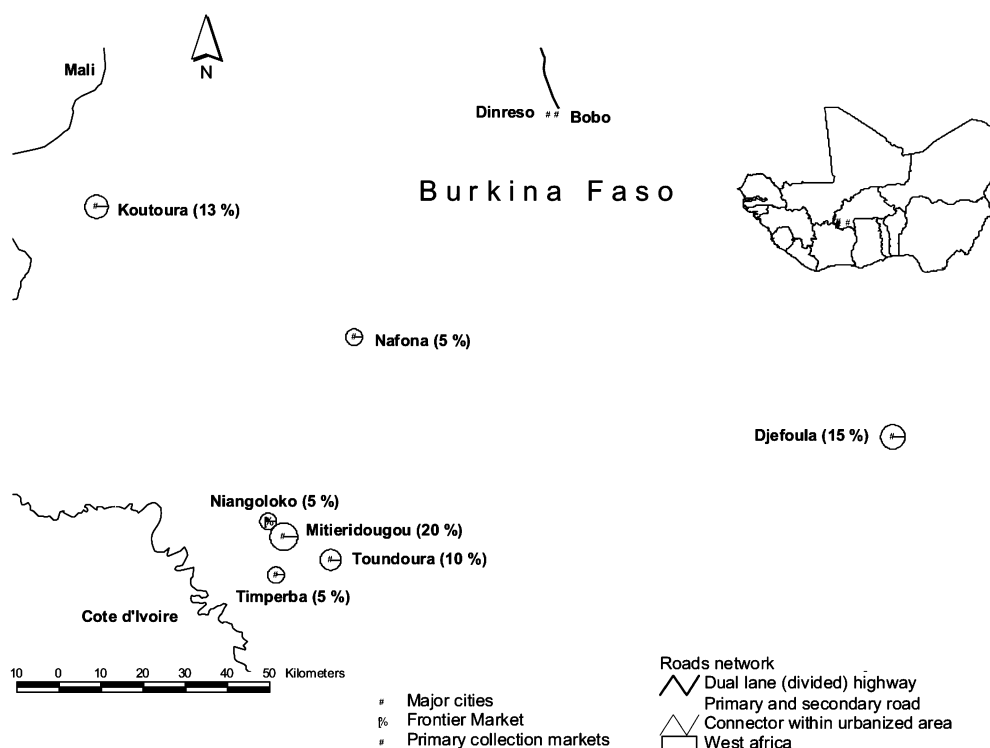 Mali
N
Dinreso
Bobo
Burkina Faso
Koutoura (13 %)
Nafona (5 %)
Djefoula (15 %)
Niangoloko (5 %)
Mitieridougou (20 %)
Toundoura (10 %)
Timperba (5 %)
Cote d'Ivoire
10 0 10 20 30 40 50 Kilometers
# Major cities
Frontier Market
# Primary collection markets
Roads network
Dual lane (divided) highway
Primary and secondary road
Connector within urbanized area
West africa